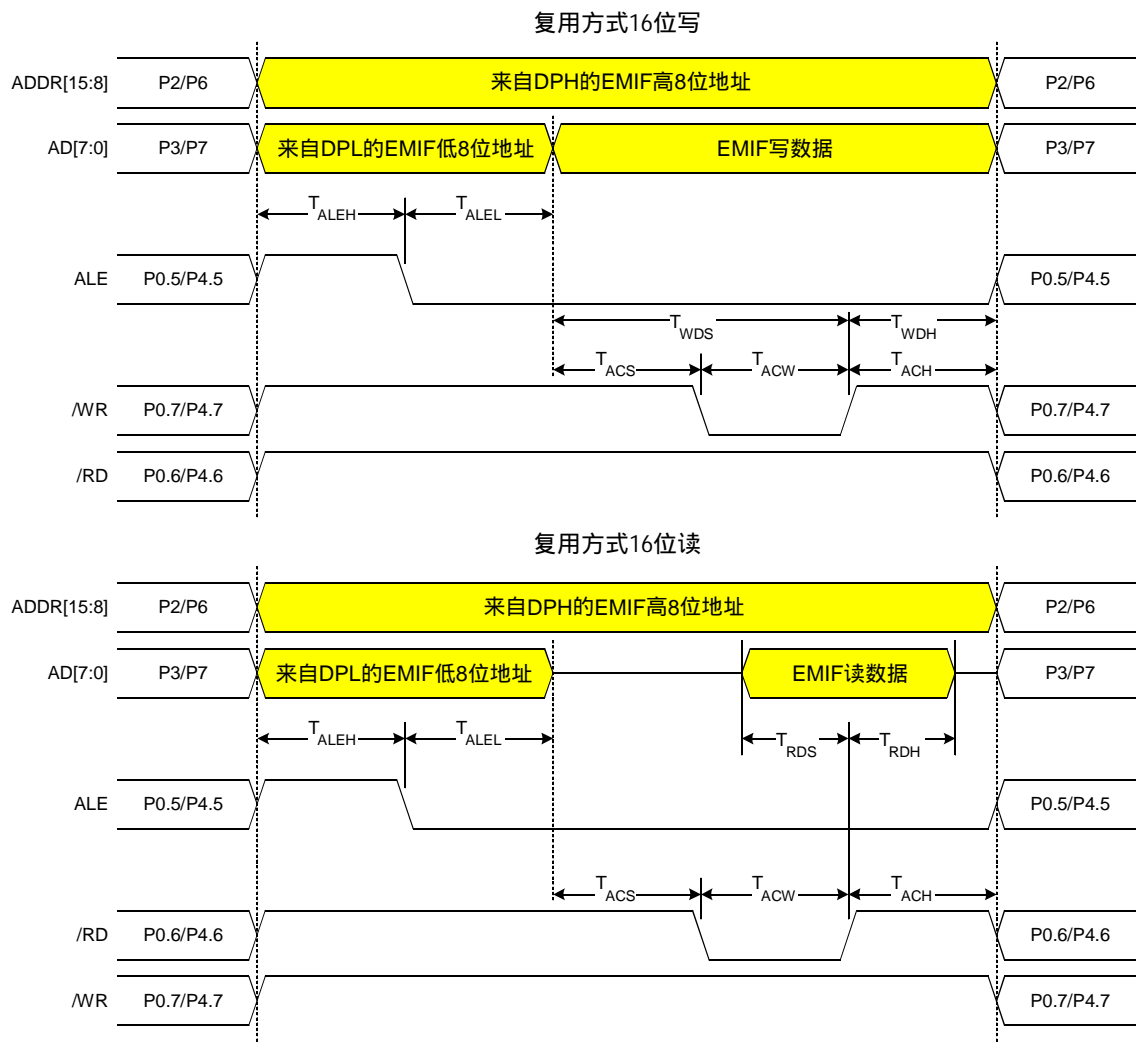 复用方式16位写
ADDR[15:8] P2/P6 来自DPH的EMIF高8位地址 P2/P6
AD[7:0] P3/P7 来自DPL的EMIF低8位地址 EMIF写数据 P3/P7
TALEH TALEL
ALE P0.5/P4.5 P0.5/P4.5
TWDS TWDH
TACS TACW TACH
/WR P0.7/P4.7 P0.7/P4.7
/RD P0.6/P4.6 P0.6/P4.6
复用方式16位读
ADDR[15:8] P2/P6 来自DPH的EMIF高8位地址 P2/P6
AD[7:0] P3/P7 来自DPL的EMIF低8位地址 EMIF读数据 P3/P7
TALEH TALEL TRDS TRDH
ALE P0.5/P4.5 P0.5/P4.5
TACS TACW TACH
/RD P0.6/P4.6 P0.6/P4.6
/WR P0.7/P4.7 P0.7/P4.7